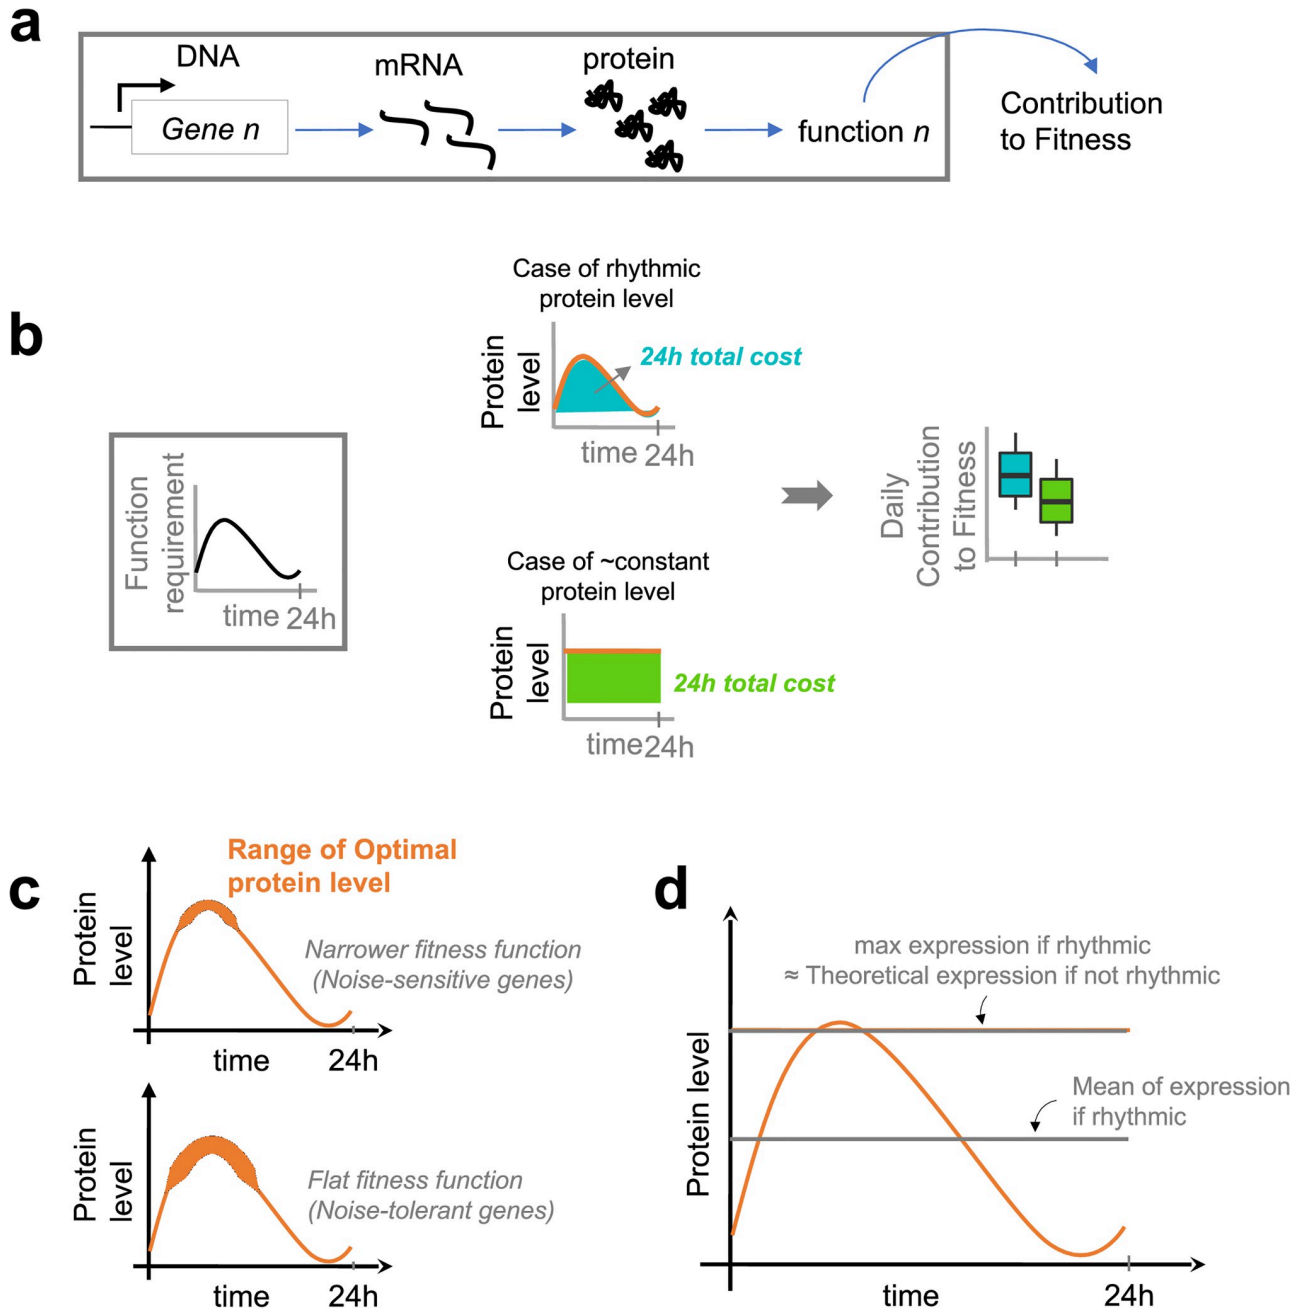 a
DNA
mRNA
protein
Gene n
function n
Contribution
to Fitness
b
Case of rhythmic
protein level
Protein
level
24h total cost
time 24h
Function
requirement
time 24h
Case of ~constant
protein level
Protein
level
24h total cost
time 24h
Daily
Contribution
to Fitness
c
Range of Optimal
protein level
Protein
level
Narrower fitness function
(Noise-sensitive genes)
time 24h
Protein
level
Flat fitness function
(Noise-tolerant genes)
time 24h
d
max expression if rhythmic
≈ Theoretical expression if not rhythmic
Mean of expression
if rhythmic
Protein level
time 24h